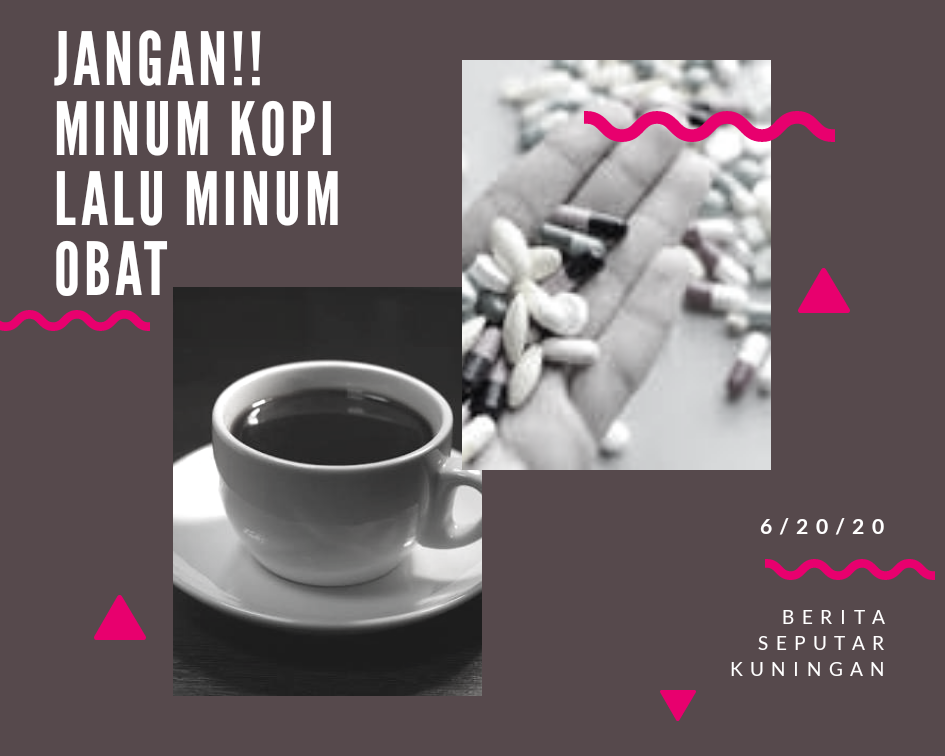 JANGAN!!
MINUM KOPI
LALU MINUM
OBAT
6/20/20
BERITA
SEPUTAR
KUNINGAN